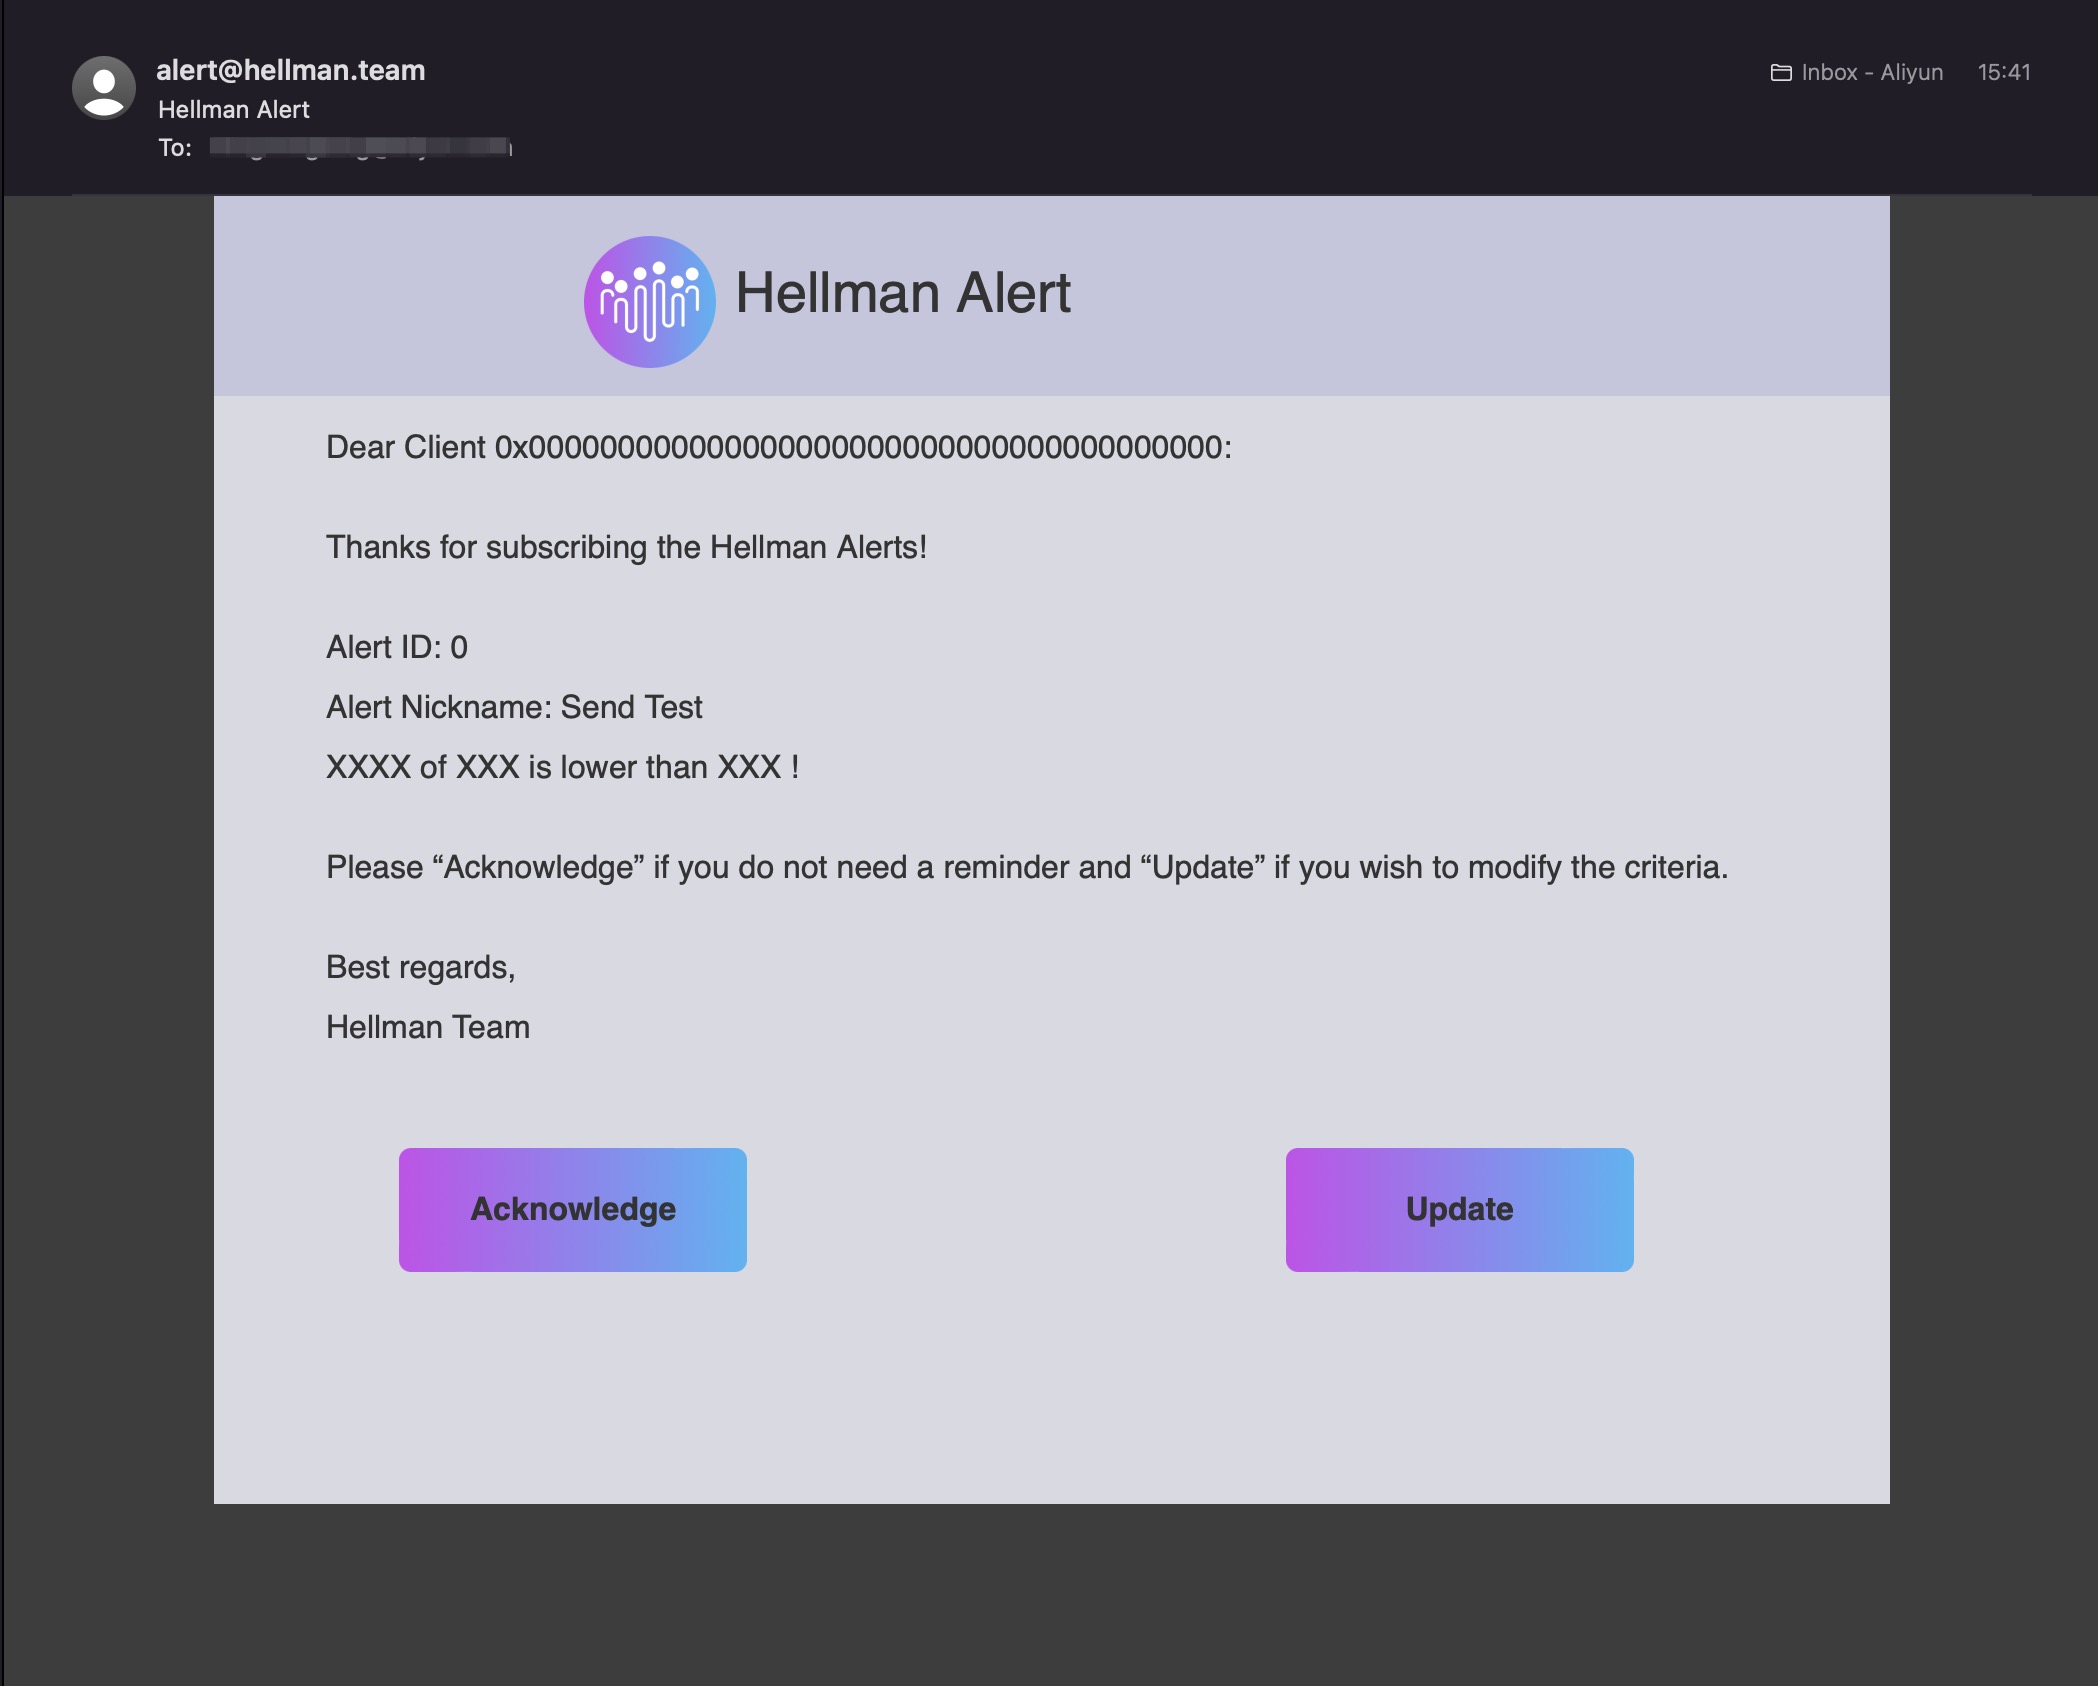 alert@hellman.team
Inbox - Aliyun 15:41
Hellman Alert
To:
Hellman Alert
Dear Client 0x000000000000000000000000000000000000000:
Thanks for subscribing the Hellman Alerts!
Alert ID: 0
Alert Nickname: Send Test
XXXX of XXX is lower than XXX !
Please “Acknowledge” if you do not need a reminder and “Update” if you wish to modify the criteria.
Best regards,
Hellman Team
Acknowledge
Update